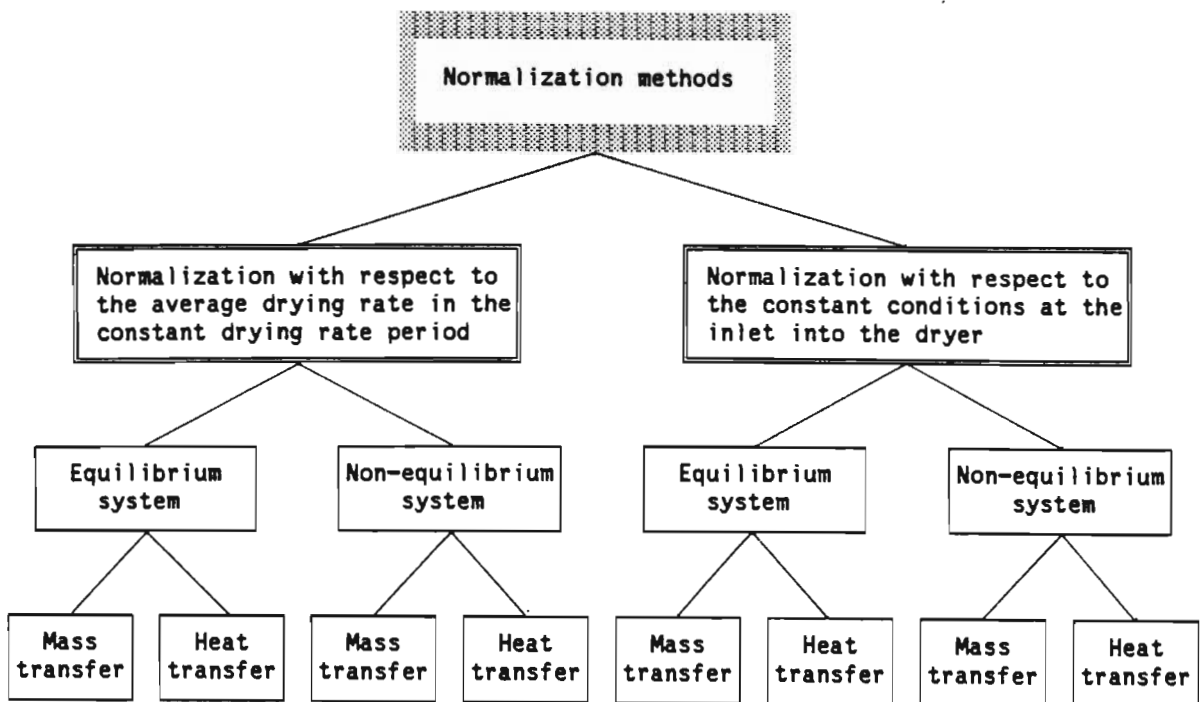 Normalization methods
Normalization with respect to
the average drying rate in the
constant drying rate period
Normalization with respect to
the constant conditions at the
inlet into the dryer
Equilibrium
system
Non-equilibrium
system
Equilibrium
system
Non-equilibrium
system
Mass
transfer
Heat
transfer
Mass
transfer
Heat
transfer
Mass
transfer
Heat
transfer
Mass
transfer
Heat
transfer